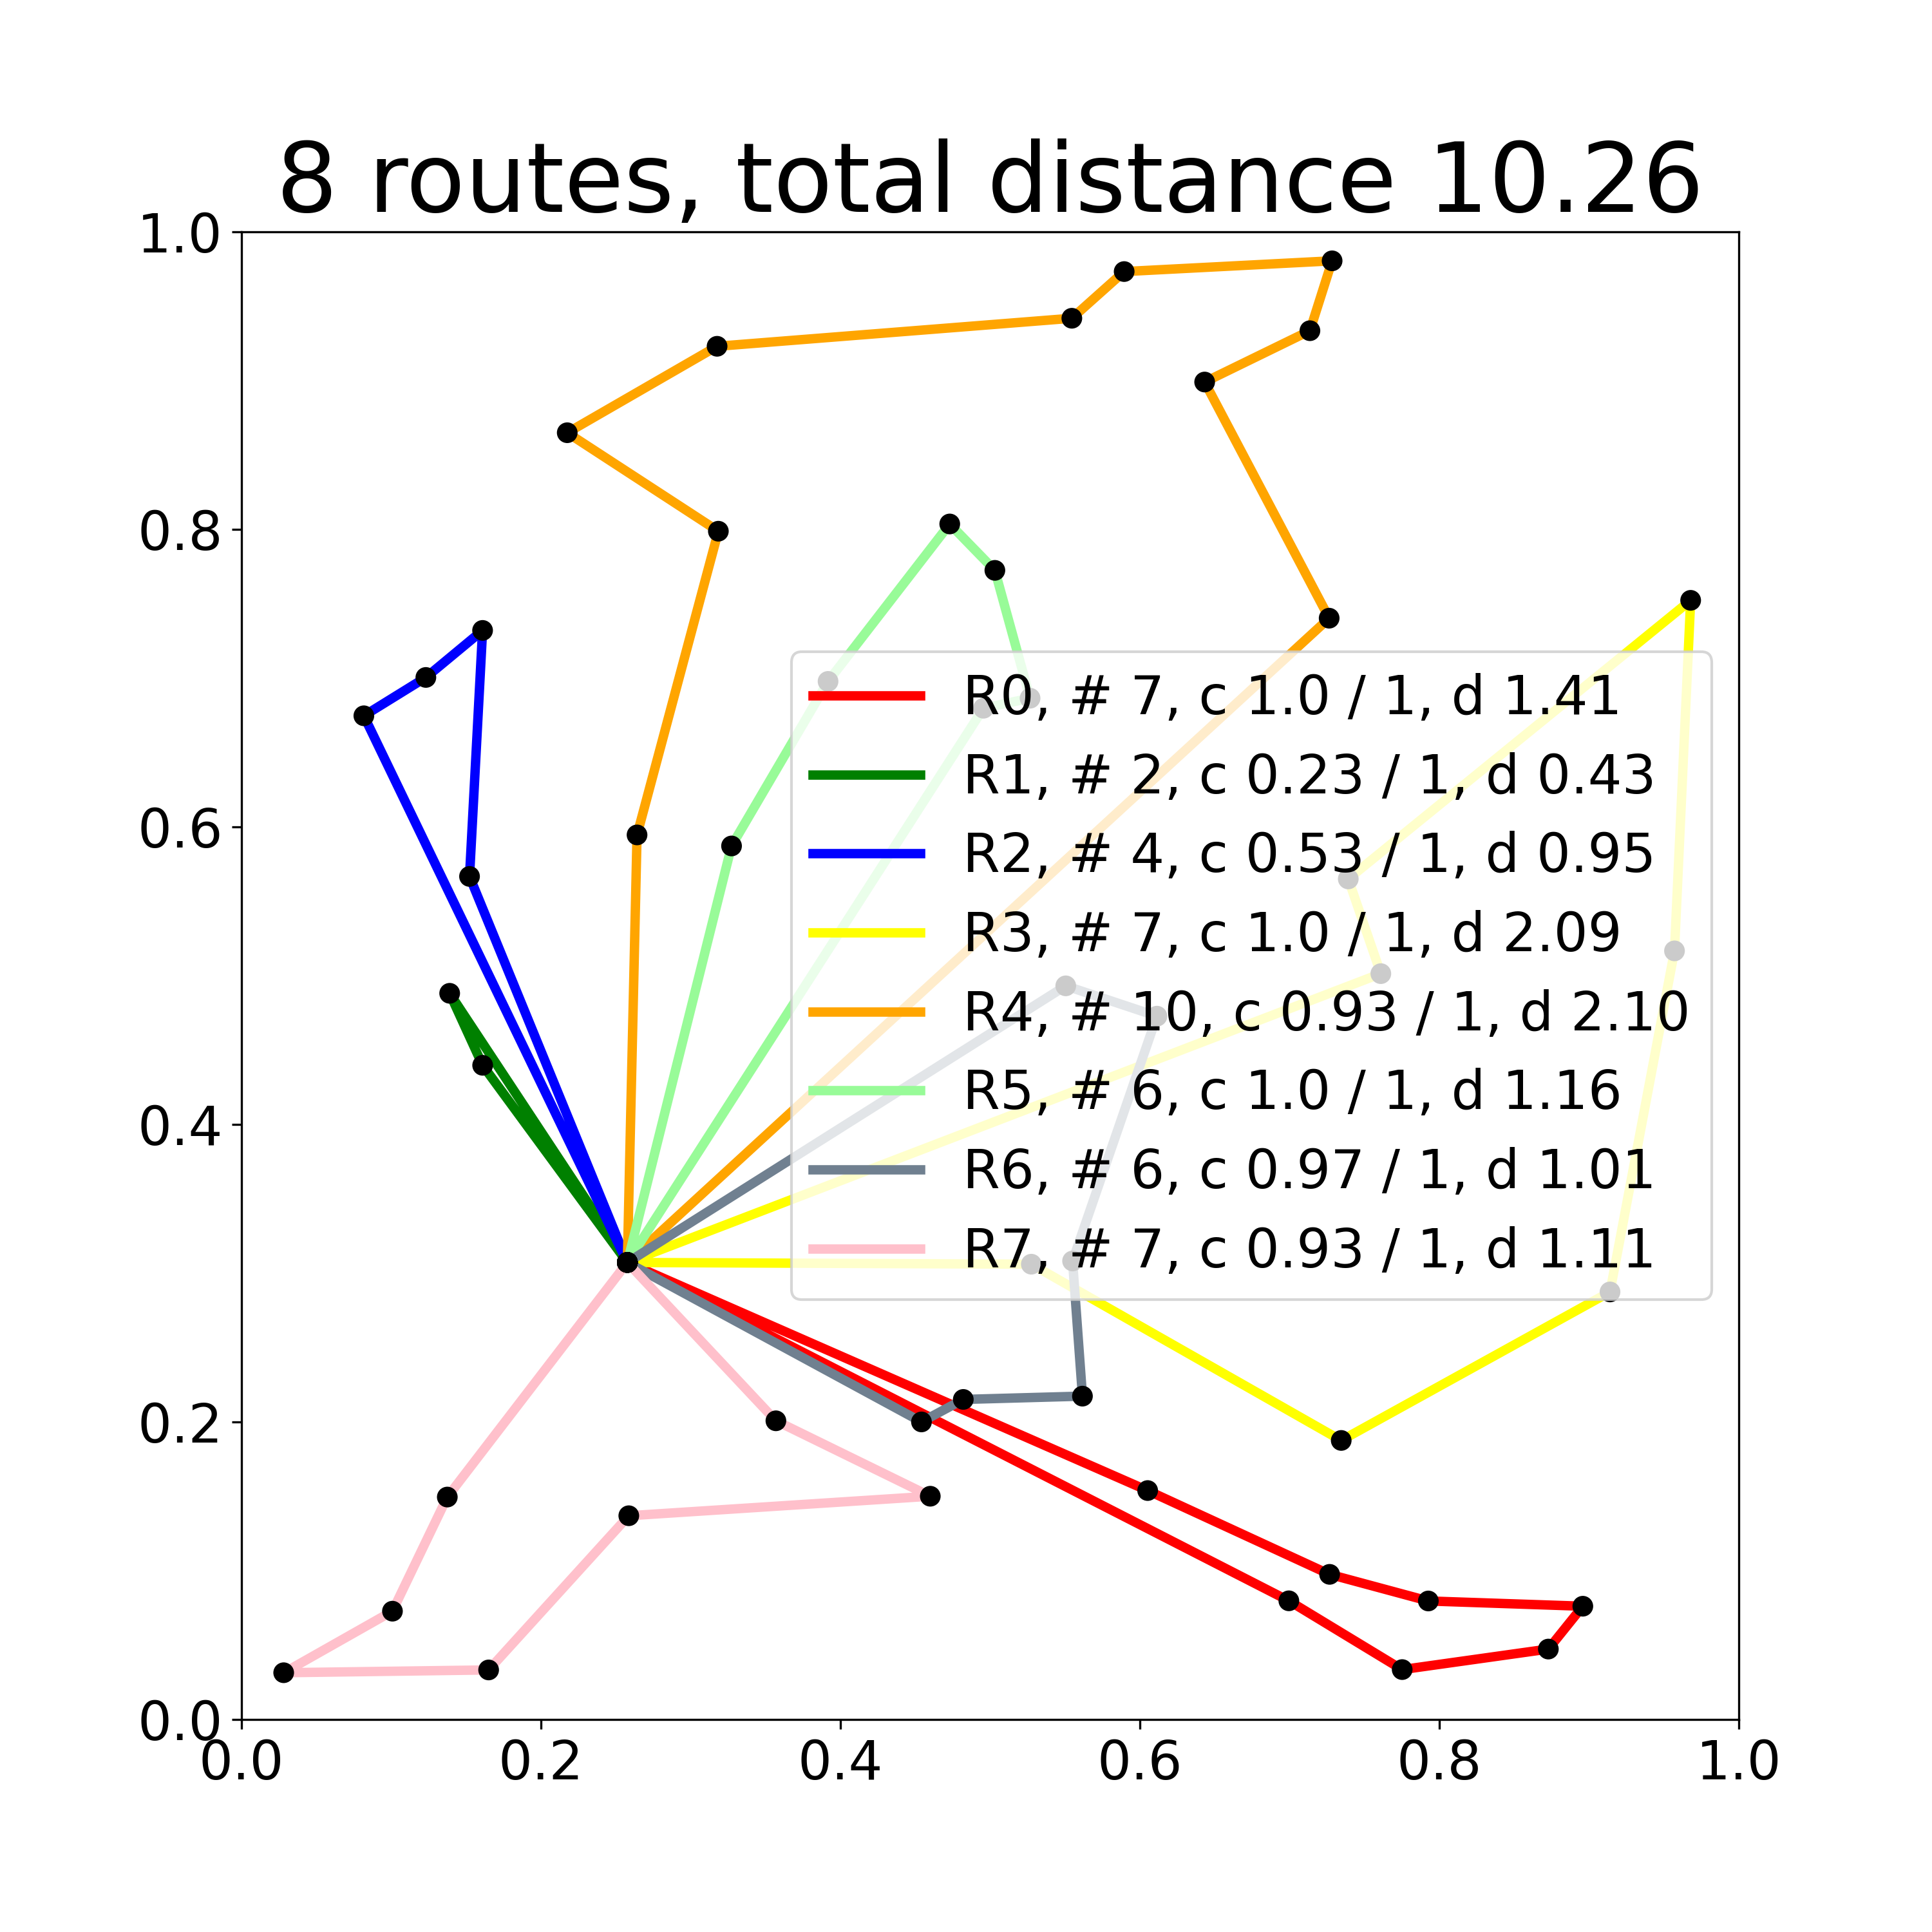 8 routes, total distance 10.26
1.0
0.8
0.6
0.4
0.2
0.0
0.0 0.2 0.4 0.6 0.8 1.0
R0, # 7, c 1.0 / 1, d 1.41
R1, # 2, c 0.23 / 1, d 0.43
R2, # 4, c 0.53 / 1, d 0.95
R3, # 7, c 1.0 / 1, d 2.09
R4, # 10, c 0.93 / 1, d 2.10
R5, # 6, c 1.0 / 1, d 1.16
R6, # 6, c 0.97 / 1, d 1.01
R7, # 7, c 0.93 / 1, d 1.11